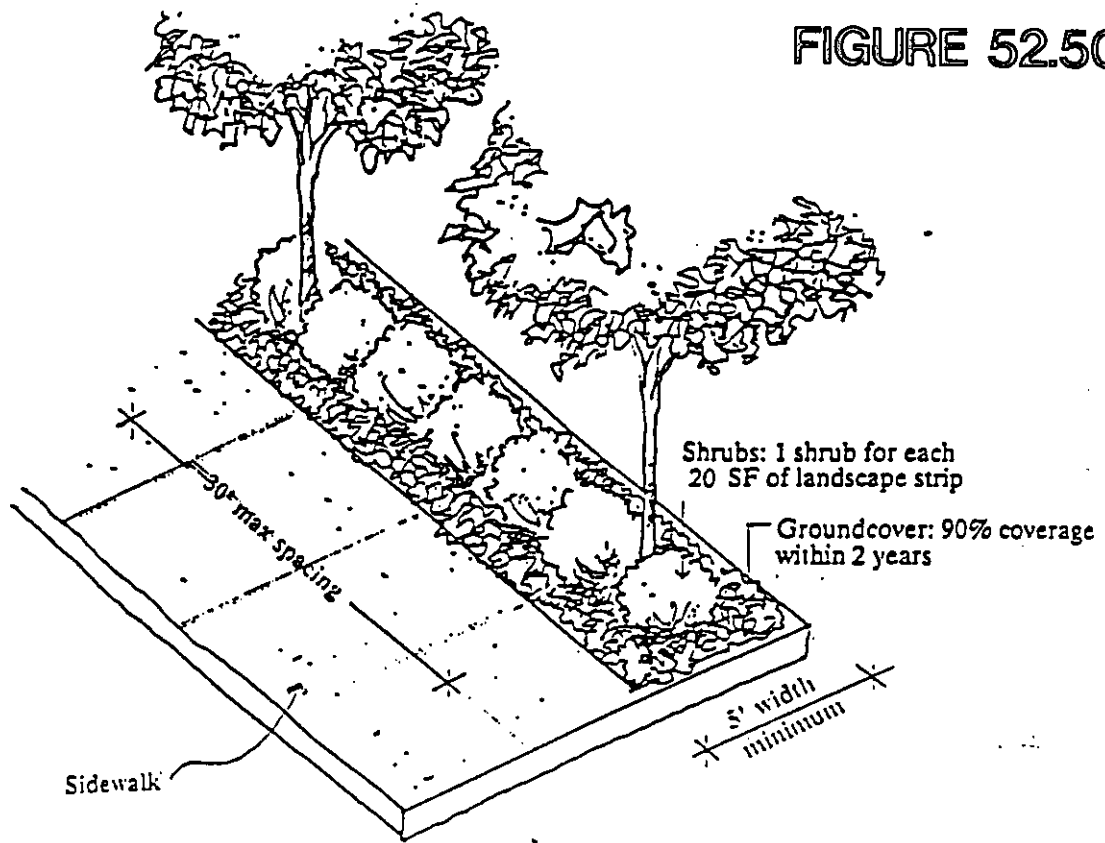 FIGURE 52.50
Shrubs: 1 shrub for each
20 SF of landscape strip
Groundcover: 90% coverage
within 2 years
30' max spacing
5' width
minimum
Sidewalk